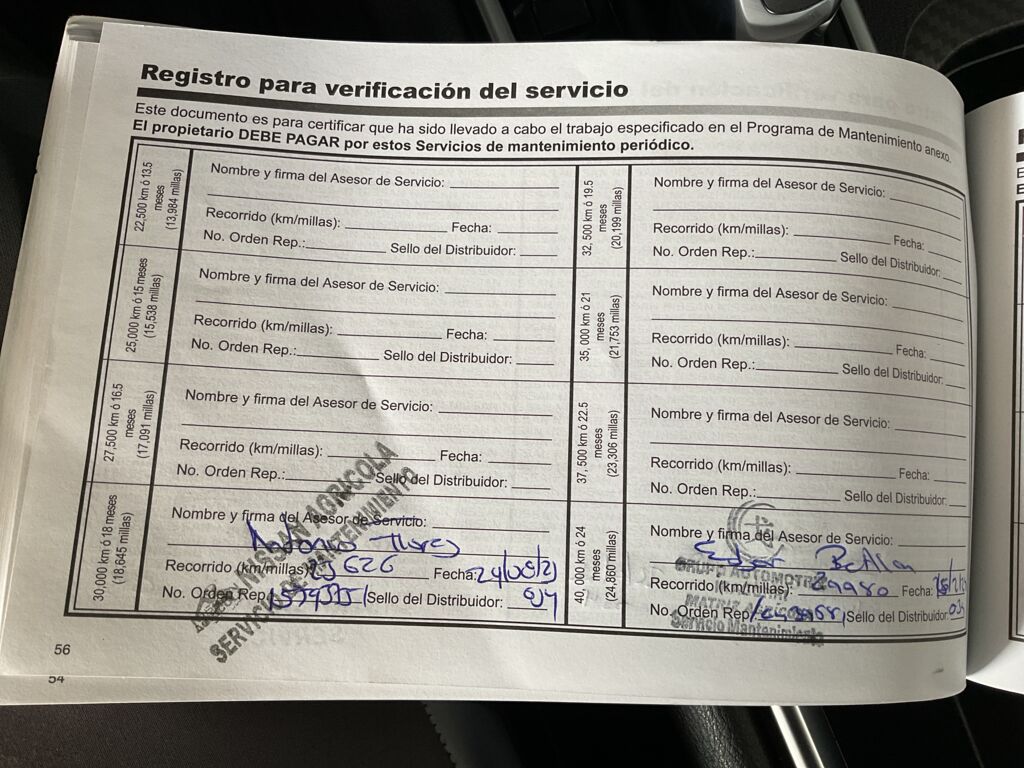 Registro para verificación del servicio
Este documento es para certificar que ha sido llevado a cabo el trabajo especificado en el Programa de Mantenimiento anexo.
El propietario DEBE PAGAR por estos Servicios de mantenimiento periódico.
22,500 km ó 13.5
meses
(13,984 millas)
Nombre y firma del Asesor de Servicio:
Recorrido (km/millas): Fecha:
No. Orden Rep.: Sello del Distribuidor:
25,000 km ó 15 meses
(15,538 millas)
Nombre y firma del Asesor de Servicio:
Recorrido (km/millas): Fecha:
No. Orden Rep.: Sello del Distribuidor:
27,500 km ó 16.5
meses
(17,091 millas)
Nombre y firma del Asesor de Servicio:
Recorrido (km/millas): Fecha:
No. Orden Rep.: Sello del Distribuidor:
30,000 km ó 18 meses
(18,645 millas)
Nombre y firma del Asesor de Servicio:
Recorrido (km/millas): Fecha:
No. Orden Rep. Sello del Distribuidor:
NISSAN AGRICOLA
SERVICIO DE MANTENIMIENTO
32, 500 km ó 19.5
meses
(20,199 millas)
Nombre y firma del Asesor de Servicio:
Recorrido (km/millas): Fecha:
No. Orden Rep.: Sello del Distribuidor:
35, 000 km ó 21
meses
(21,753 millas)
Nombre y firma del Asesor de Servicio:
Recorrido (km/millas): Fecha:
No. Orden Rep.: Sello del Distribuidor:
37, 500 km ó 22.5
meses
(23,306 millas)
Nombre y firma del Asesor de Servicio:
Recorrido (km/millas): Fecha:
No. Orden Rep.: Sello del Distribuidor:
40, 000 km ó 24
meses
(24,860 millas)
Nombre y firma del Asesor de Servicio:
Recorrido (km/millas): Fecha:
No. Orden Rep. Sello del Distribuidor:
GRUPO
MATRIZ
Servicio Mantenimiento
56
54